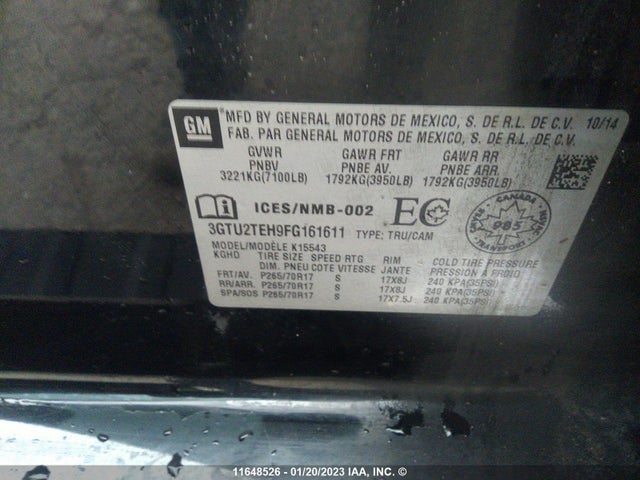 GM
MFD BY GENERAL MOTORS DE MEXICO, S. DE R.L. DE C.V. 10/14
FAB. PAR GENERAL MOTORS DE MEXICO, S. DE R.L. DE C.V.
GVWR GAWR FRT GAWR RR
PNBV PNBE AV. PNBE ARR.
3221KG(7100LB) 1792KG(3950LB) 1792KG(3950LB)
i ICES/NMB-002 EC CANADA 985
3GTU2TEH9FG161611 TYPE: TRU/CAM
MODEL/MODÈLE K15543
KGHD TIRE SIZE SPEED RTG RIM COLD TIRE PRESSURE
DIM. PNEU COTE VITESSE JANTE PRESSION A FROID
FRT/AV. P265/70R17 S 17X8J 240 KPA(35PSI)
RR/ARR. P265/70R17 S 17X8J 240 KPA(35PSI)
SPA/SOS P265/70R17 S 17X7.5J 240 KPA(35PSI)
11648526 - 01/20/2023 IAA, INC. ©